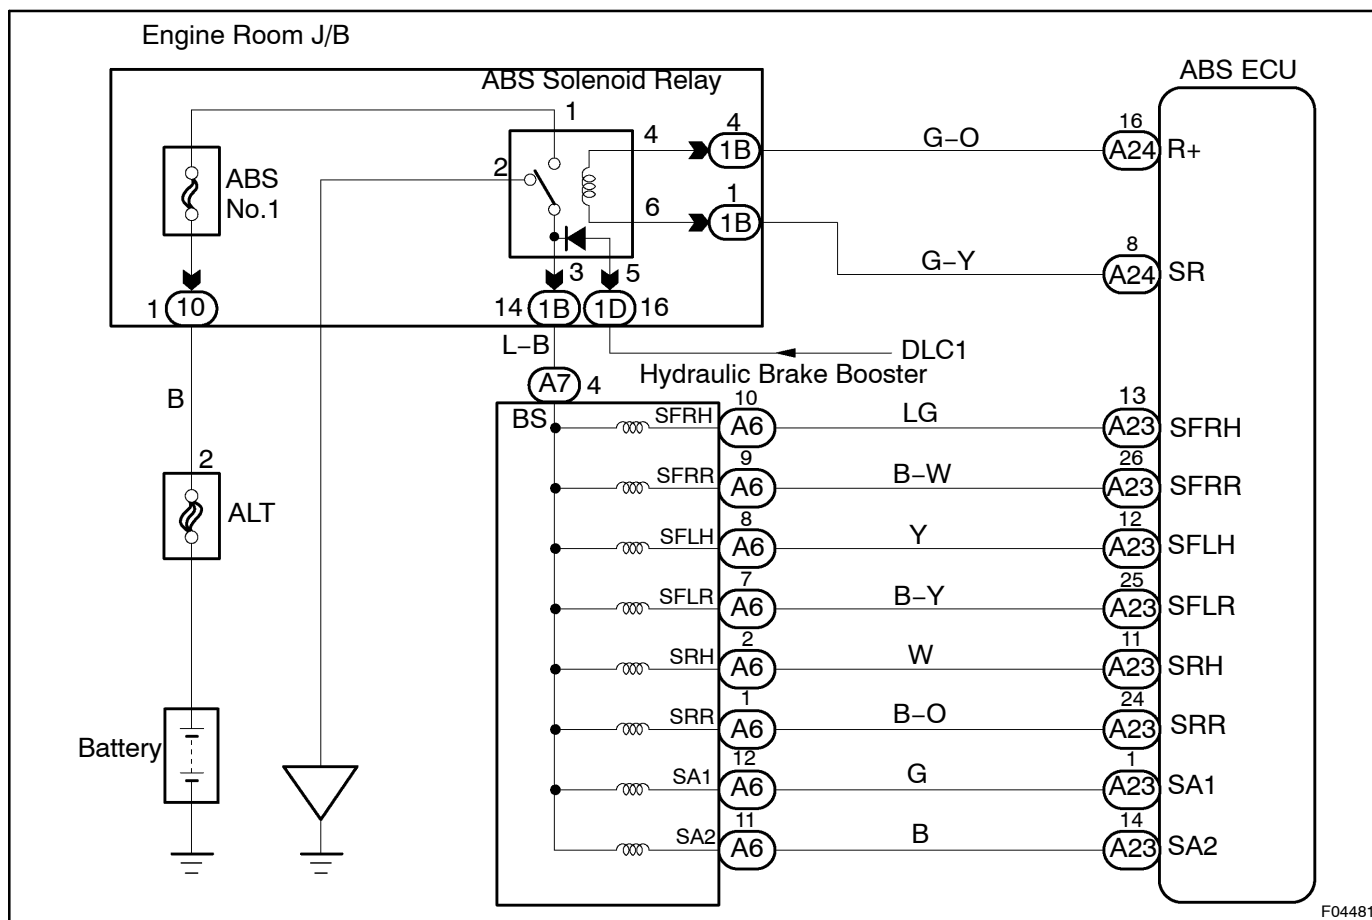 Engine Room J/B
ABS Solenoid Relay
ABS ECU
1
4
4
1B
G–O
16
A24
R+
2
ABS
No.1
6
1
1B
G–Y
8
A24
SR
3
5
1
10
14
1B
1D
16
L–B
DLC1
A7
4
Hydraulic Brake Booster
B
BS
SFRH
10
A6
LG
13
A23
SFRH
SFRR
9
A6
B–W
26
A23
SFRR
2
ALT
SFLH
8
A6
Y
12
A23
SFLH
SFLR
7
A6
B–Y
25
A23
SFLR
SRH
2
A6
W
11
A23
SRH
SRR
1
A6
B–O
24
A23
SRR
Battery
SA1
12
A6
G
1
A23
SA1
SA2
11
A6
B
14
A23
SA2
F04481